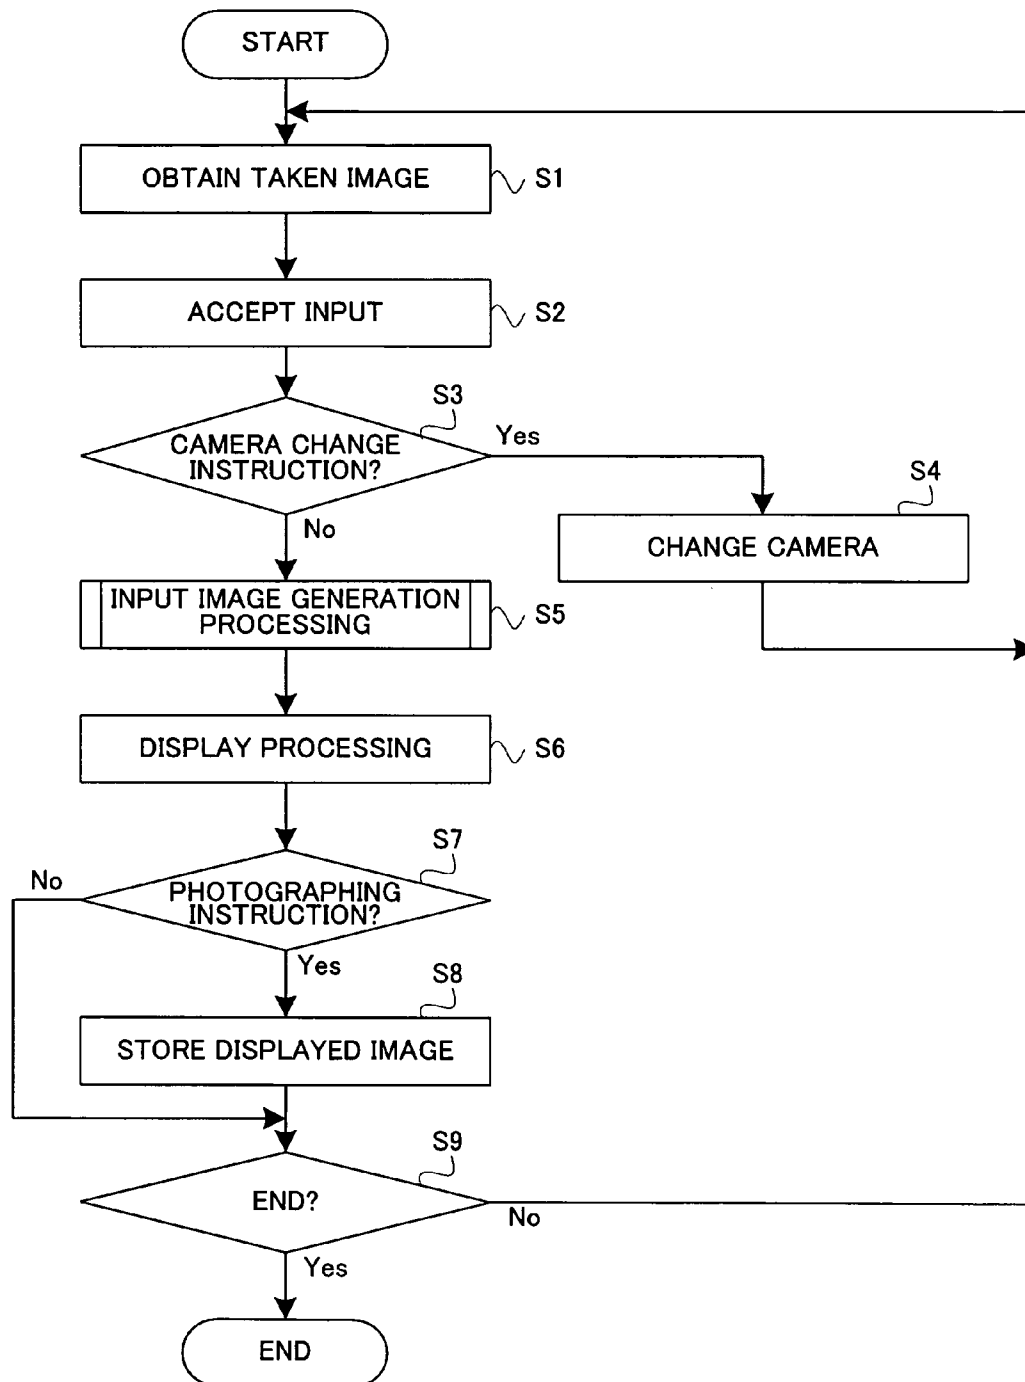 START
OBTAIN TAKEN IMAGE
S1
ACCEPT INPUT
S2
S3
CAMERA CHANGE
INSTRUCTION?
Yes
No
S4
CHANGE CAMERA
INPUT IMAGE GENERATION
PROCESSING
S5
DISPLAY PROCESSING
S6
S7
No
PHOTOGRAPHING
INSTRUCTION?
Yes
S8
STORE DISPLAYED IMAGE
S9
END?
No
Yes
END